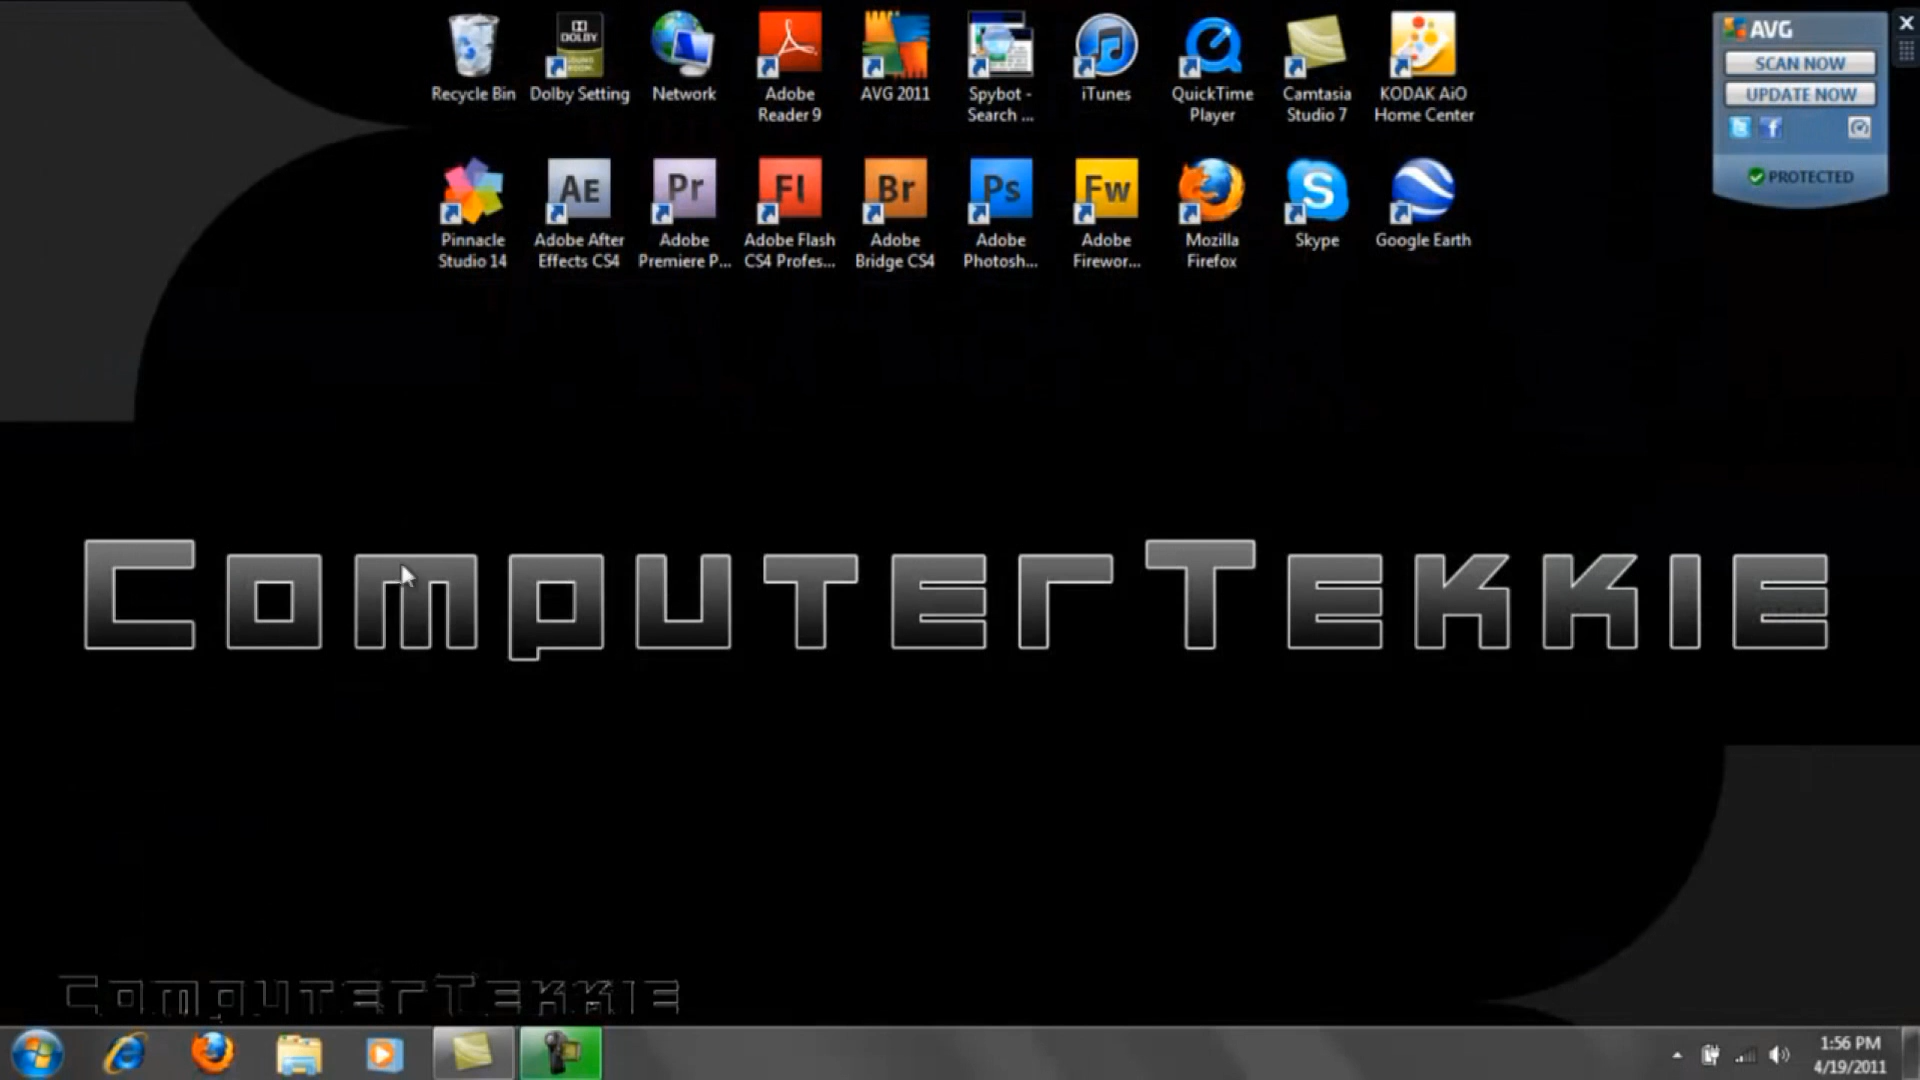 Recycle Bin
DOLBY
Dolby Setting
Network
Adobe
Reader 9
AVG 2011
Spybot -
Search ...
iTunes
QuickTime
Player
Camtasia
Studio 7
KODAK AiO
Home Center
AVG
SCAN NOW
UPDATE NOW
PROTECTED
Pinnacle
Studio 14
AE
Adobe After
Effects CS4
Pr
Adobe
Premiere P...
Fl
Adobe Flash
CS4 Profes...
Br
Adobe
Bridge CS4
Ps
Adobe
Photosh...
Fw
Adobe
Firewor...
Mozilla
Firefox
Skype
Google Earth
ComputerTekkie
ComputerTekkie
1:56 PM
4/19/2011